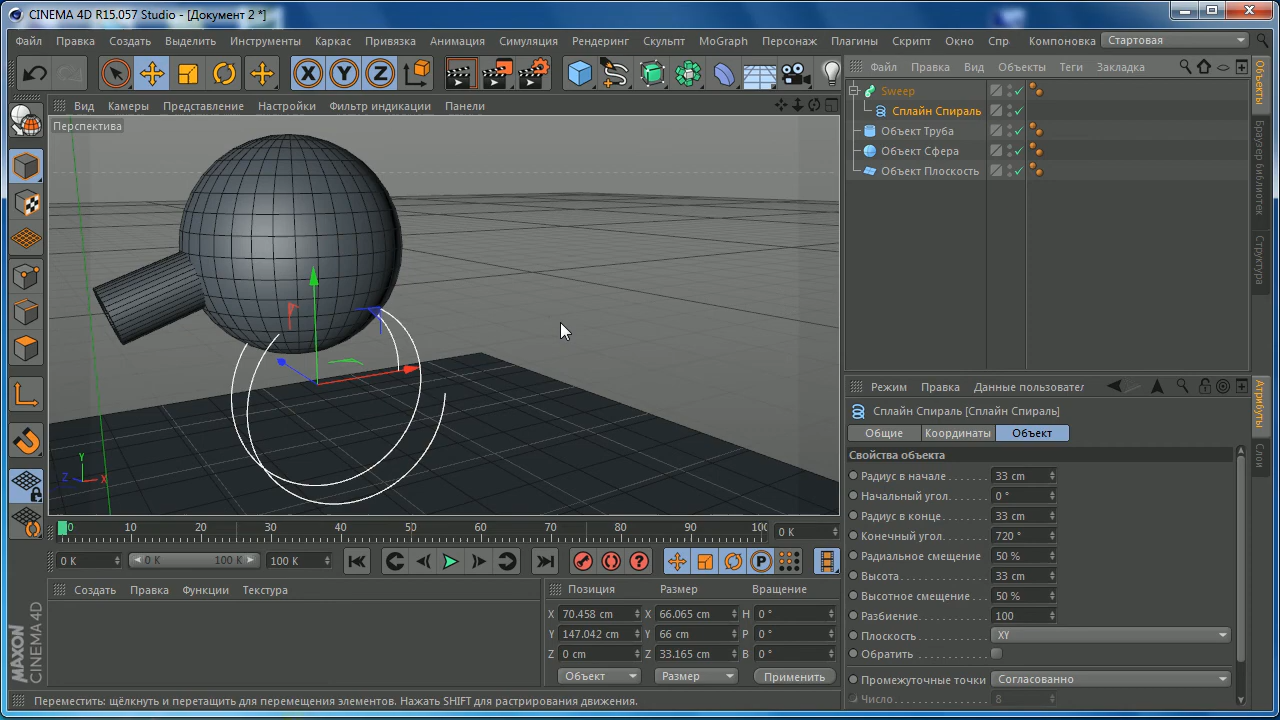 CINEMA 4D R15.057 Studio - [Документ 2 *]
Файл Правка Создать Выделить Инструменты Каркас Привязка Анимация Симуляция Рендеринг Скульпт MoGraph Персонаж Плагины Скрипт Окно Спр Компоновка Стартовая
X Y Z
Файл Правка Вид Объекты Теги Закладка
Вид Камеры Представление Настройки Фильтр индикации Панели
Перспектива
Sweep
Сплайн Спираль
Объект Труба
Объект Сфера
Объект Плоскость
Объекты
Браузер библиотек
Структура
Y
Z X
Режим Правка Данные пользовател
Сплайн Спираль [Сплайн Спираль]
Общие Координаты Объект
Свойства объекта
Радиус в начале 33 cm
Начальный угол 0 °
Радиус в конце 33 cm
Конечный угол 720 °
Радиальное смещение 50 %
Высота 33 cm
Высотное смещение 50 %
Разбиение 100
Плоскость XY
Обратить
Промежуточные точки Согласованно
Число 8
Атрибуты
Слои
0 10 20 30 40 50 60 70 80 90 100 0 K
0 K 0 K 100 K 100 K P
Создать Правка Функции Текстура
Позиция Размер Вращение
X 70.458 cm X 66.065 cm H 0 °
Y 147.042 cm Y 66 cm P 0 °
Z 0 cm Z 33.165 cm B 0 °
Объект Размер Применить
MAXON
CINEMA 4D
Переместить: щёлкнуть и перетащить для перемещения элементов. Нажать SHIFT для растрирования движения.